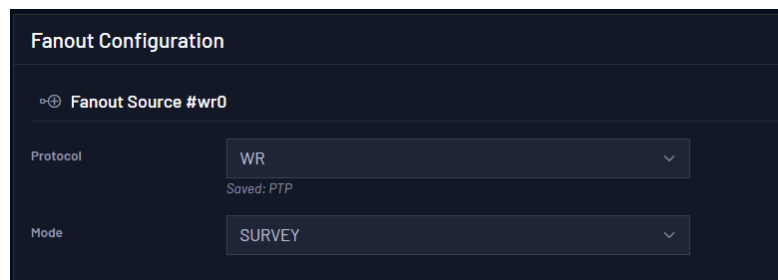 Fanout Configuration
Fanout Source #wr0
Protocol
WR
Saved: PTP
Mode
SURVEY